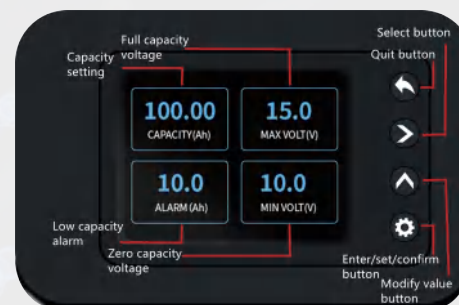 Full capacity
voltage
Select button
Capacity
setting
Quit button
100.00
CAPACITY(Ah)
15.0
MAX VOLT(V)
10.0
ALARM(Ah)
10.0
MIN VOLT(V)
Low capacity
alarm
Zero capacity
voltage
Enter/set/confirm
button
Modify value
button